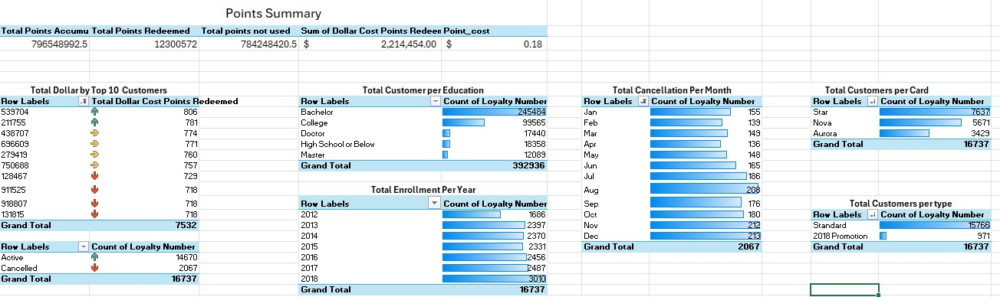 Points Summary
Total Points Accumu Total Points Redeemed Total points not used Sum of Dollar Cost Points Redeem Point_cost
796548992.5 12300572 784248420.5 $ 2,214,454.00 $ 0.18
Total Dollar by Top 10 Customers
Row Labels Total Dollar Cost Points Redeemed
539704 806
211755 781
438707 774
696609 771
279419 760
750688 757
128467 729
911525 718
918807 718
131815 718
Grand Total 7532
Row Labels Count of Loyalty Number
Active 14670
Cancelled 2067
Grand Total 16737
Total Customer per Education
Row Labels Count of Loyalty Number
Bachelor 245484
College 99565
Doctor 17440
High School or Below 18358
Master 12089
Grand Total 392936
Total Enrollment Per Year
Row Labels Count of Loyalty Number
2012 1686
2013 2397
2014 2370
2015 2331
2016 2456
2017 2487
2018 3010
Grand Total 16737
Total Cancellation Per Month
Row Labels Count of Loyalty Number
Jan 155
Feb 139
Mar 149
Apr 136
May 148
Jun 165
Jul 186
Aug 208
Sep 176
Oct 180
Nov 212
Dec 213
Grand Total 2067
Total Customers per Card
Row Labels Count of Loyalty Number
Star 7637
Nova 5671
Aurora 3429
Grand Total 16737
Total Customers per type
Row Labels Count of Loyalty Number
Standard 15766
2018 Promotion 971
Grand Total 16737